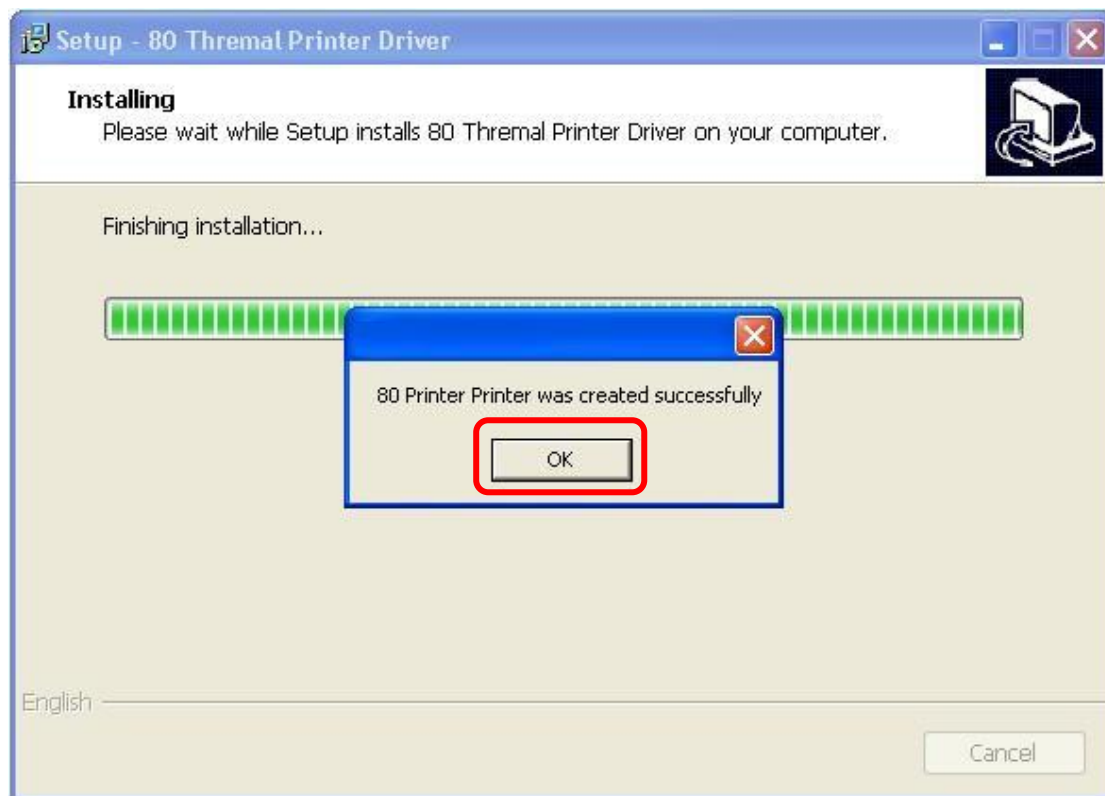 Setup - 80 Thremal Printer Driver
Installing
Please wait while Setup installs 80 Thremal Printer Driver on your computer.
Finishing installation...
80 Printer Printer was created successfully
OK
English
Cancel